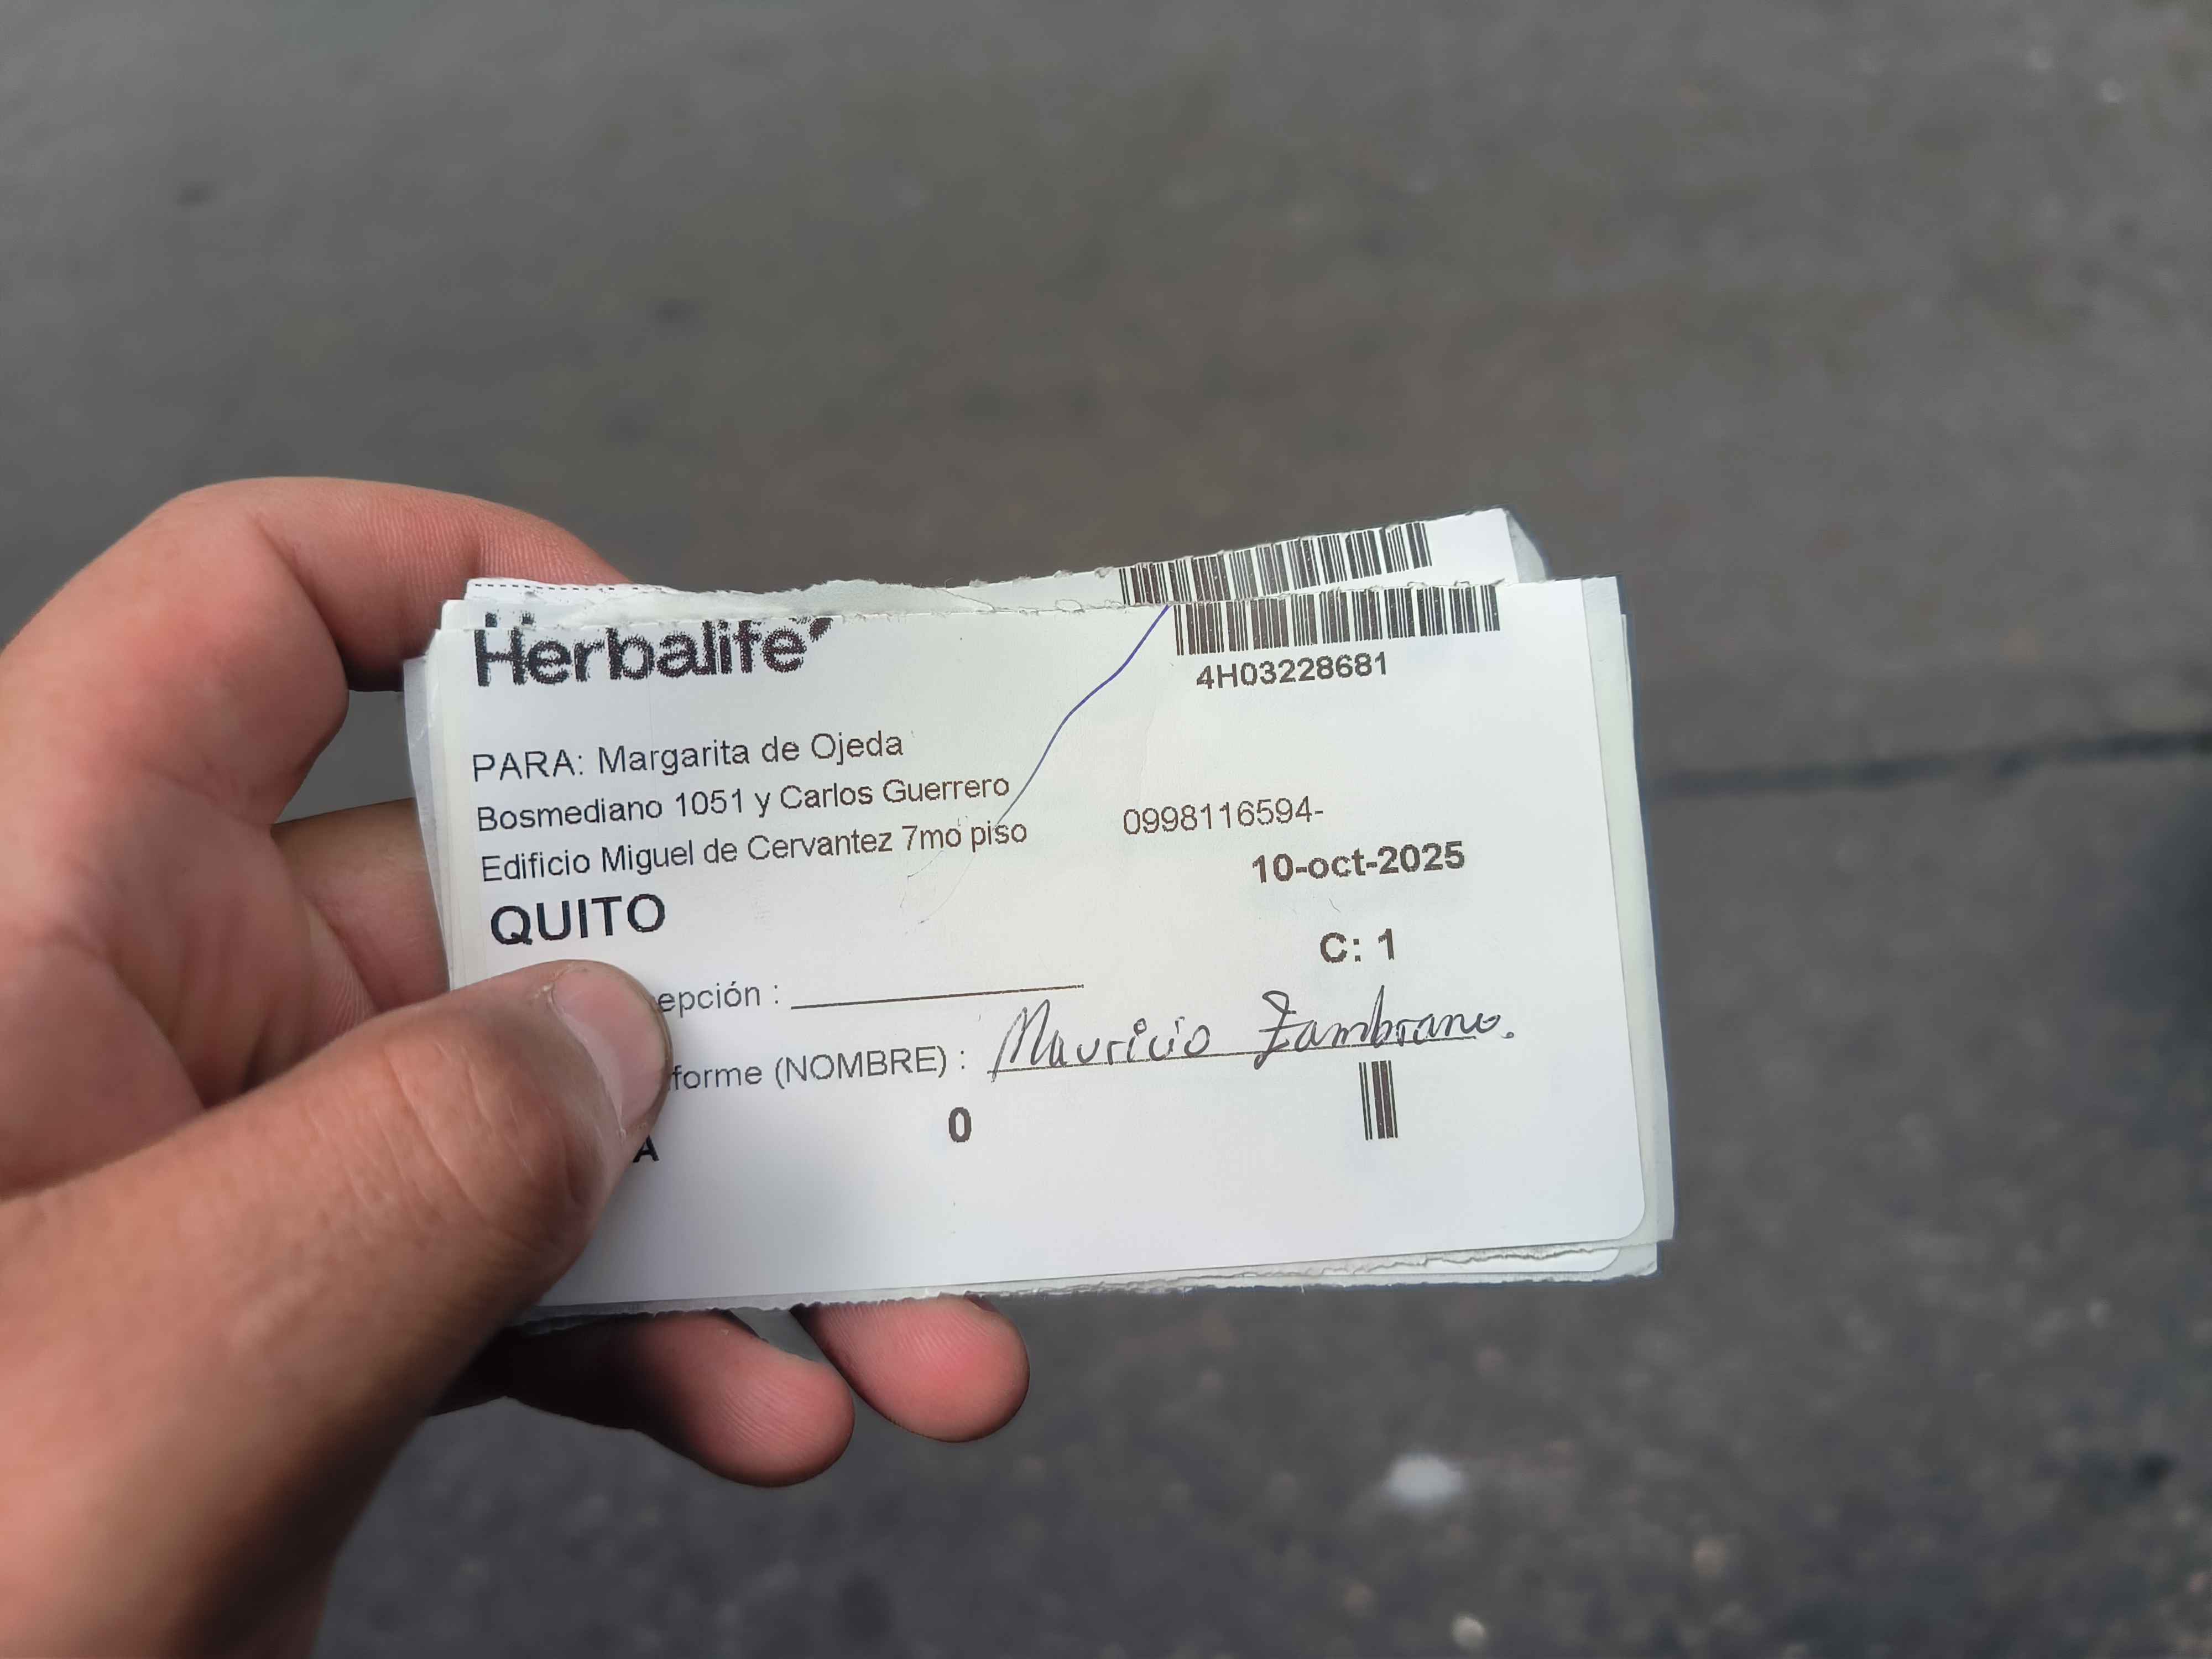 Herbalife
4H03228681
PARA: Margarita de Ojeda
Bosmediano 1051 y Carlos Guerrero
Edificio Miguel de Cervantez 7mo piso
0998116594-
10-oct-2025
QUITO
C: 1
epción :
forme (NOMBRE) : Mauricio Zambrano.
0
A